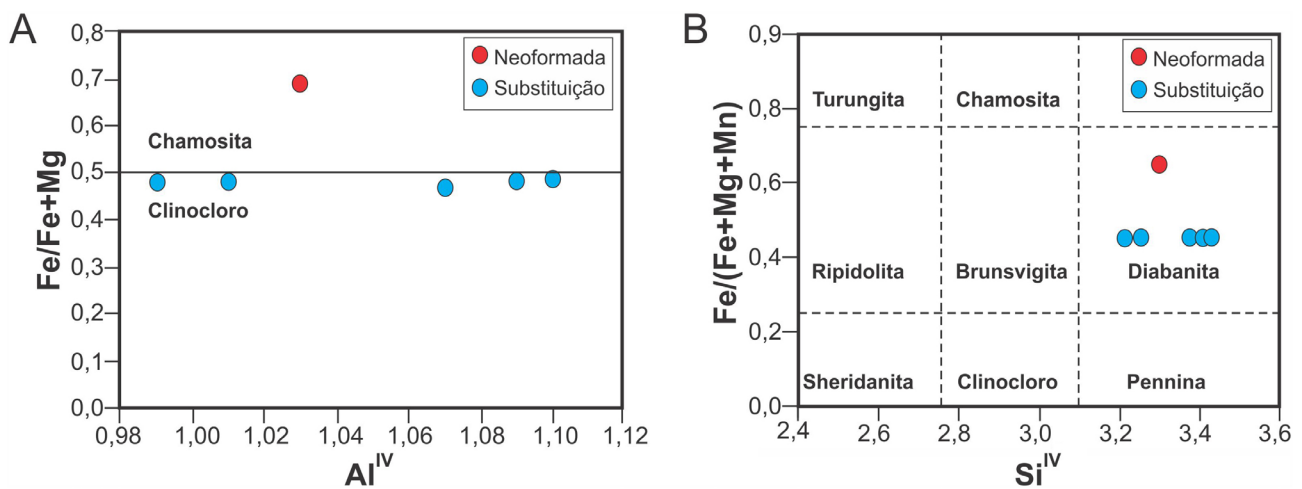 A
Fe/Fe+Mg
0,8
0,7
0,6
0,5
0,4
0,3
0,2
0,1
0,0
Neoformada
Substituição
Chamosita
Clinocloro
0,98
1,00
1,02
1,04
1,06
1,08
1,10
1,12
Al^IV
B
Fe/(Fe+Mg+Mn)
0,9
0,8
0,6
0,4
0,2
0,0
Neoformada
Substituição
Turungita
Chamosita
Ripidolita
Brunsvigita
Diabanita
Sheridanita
Clinocloro
Pennina
2,4
2,6
2,8
3,0
3,2
3,4
3,6
Si^IV